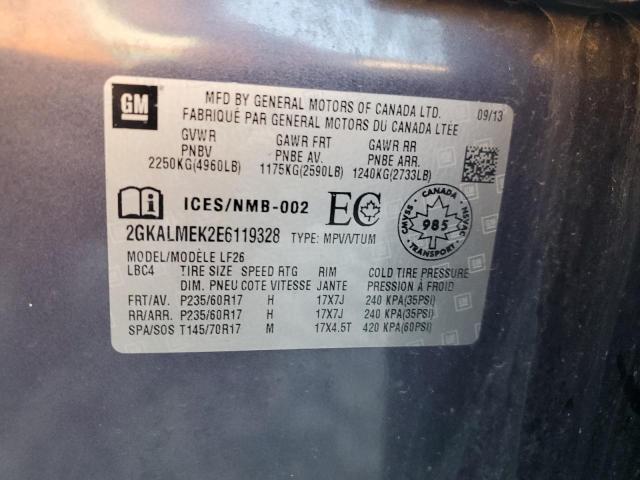 GM
MFD BY GENERAL MOTORS OF CANADA LTD.
FABRIQUÉ PAR GENERAL MOTORS DU CANADA LTÉE
09/13
GVWR GAWR FRT GAWR RR
PNBV PNBE AV. PNBE ARR.
2250KG(4960LB) 1175KG(2590LB) 1240KG(2733LB)
i ICES/NMB-002 EC
CANADA
CMVSS NSVAC
985
TRANSPORT
2GKALMEK2E6119328 TYPE: MPV/VTUM
MODEL/MODÈLE LF26
LBC4 TIRE SIZE SPEED RTG RIM COLD TIRE PRESSURE
DIM. PNEU COTE VITESSE JANTE PRESSION À FROID
FRT/AV. P235/60R17 H 17X7J 240 KPA(35PSI)
RR/ARR. P235/60R17 H 17X7J 240 KPA(35PSI)
SPA/SOS T145/70R17 M 17X4.5T 420 KPA(60PSI)